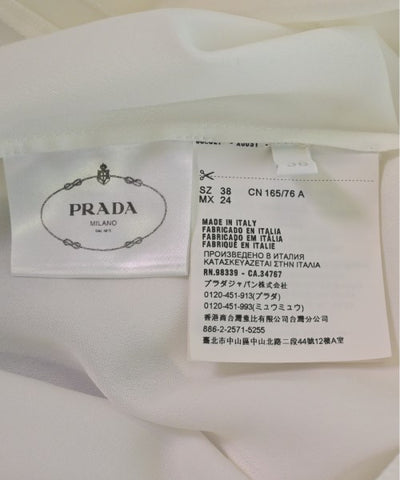 PRADA
MILANO
DAL 1913
38
SZ 38 CN 165/76 A
MX 24
MADE IN ITALY
FABRICADO EN ITALIA
FABRICADO EM ITÀLIA
FABRIQUÉ EN ITALIE
ПРОИЗВЕДЕНО В ИТАЛИЯ
ΚΑΤΑΣΚΕΥΑΖΕΤΑΙ ΣΤΗΝ ΙΤΑΛΙΑ
RN.98339 - CA.34767
プラダジャパン株式会社
0120-451-913(プラダ)
0120-451-993(ミュウミュウ)
香港商台灣普比有限公司台灣分公司
886-2-2571-5255
臺北市中山區中山北路二段44號12樓A室